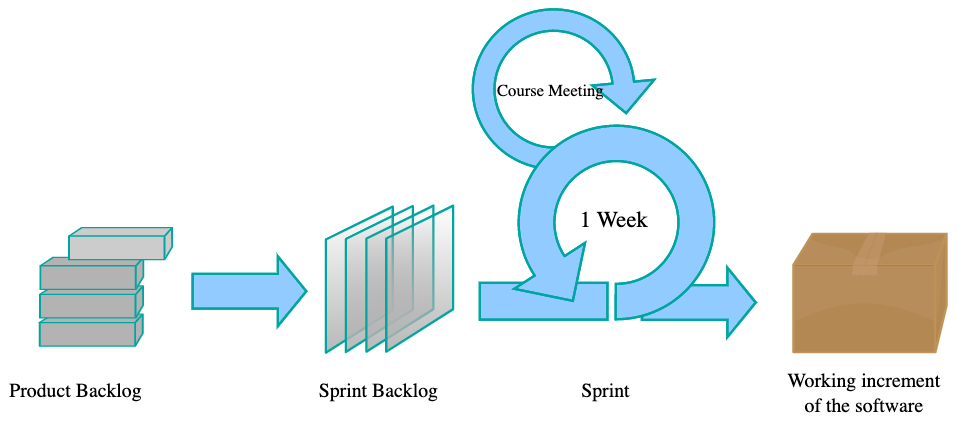 Course Meeting
1 Week
Product Backlog
Sprint Backlog
Sprint
Working increment
of the software